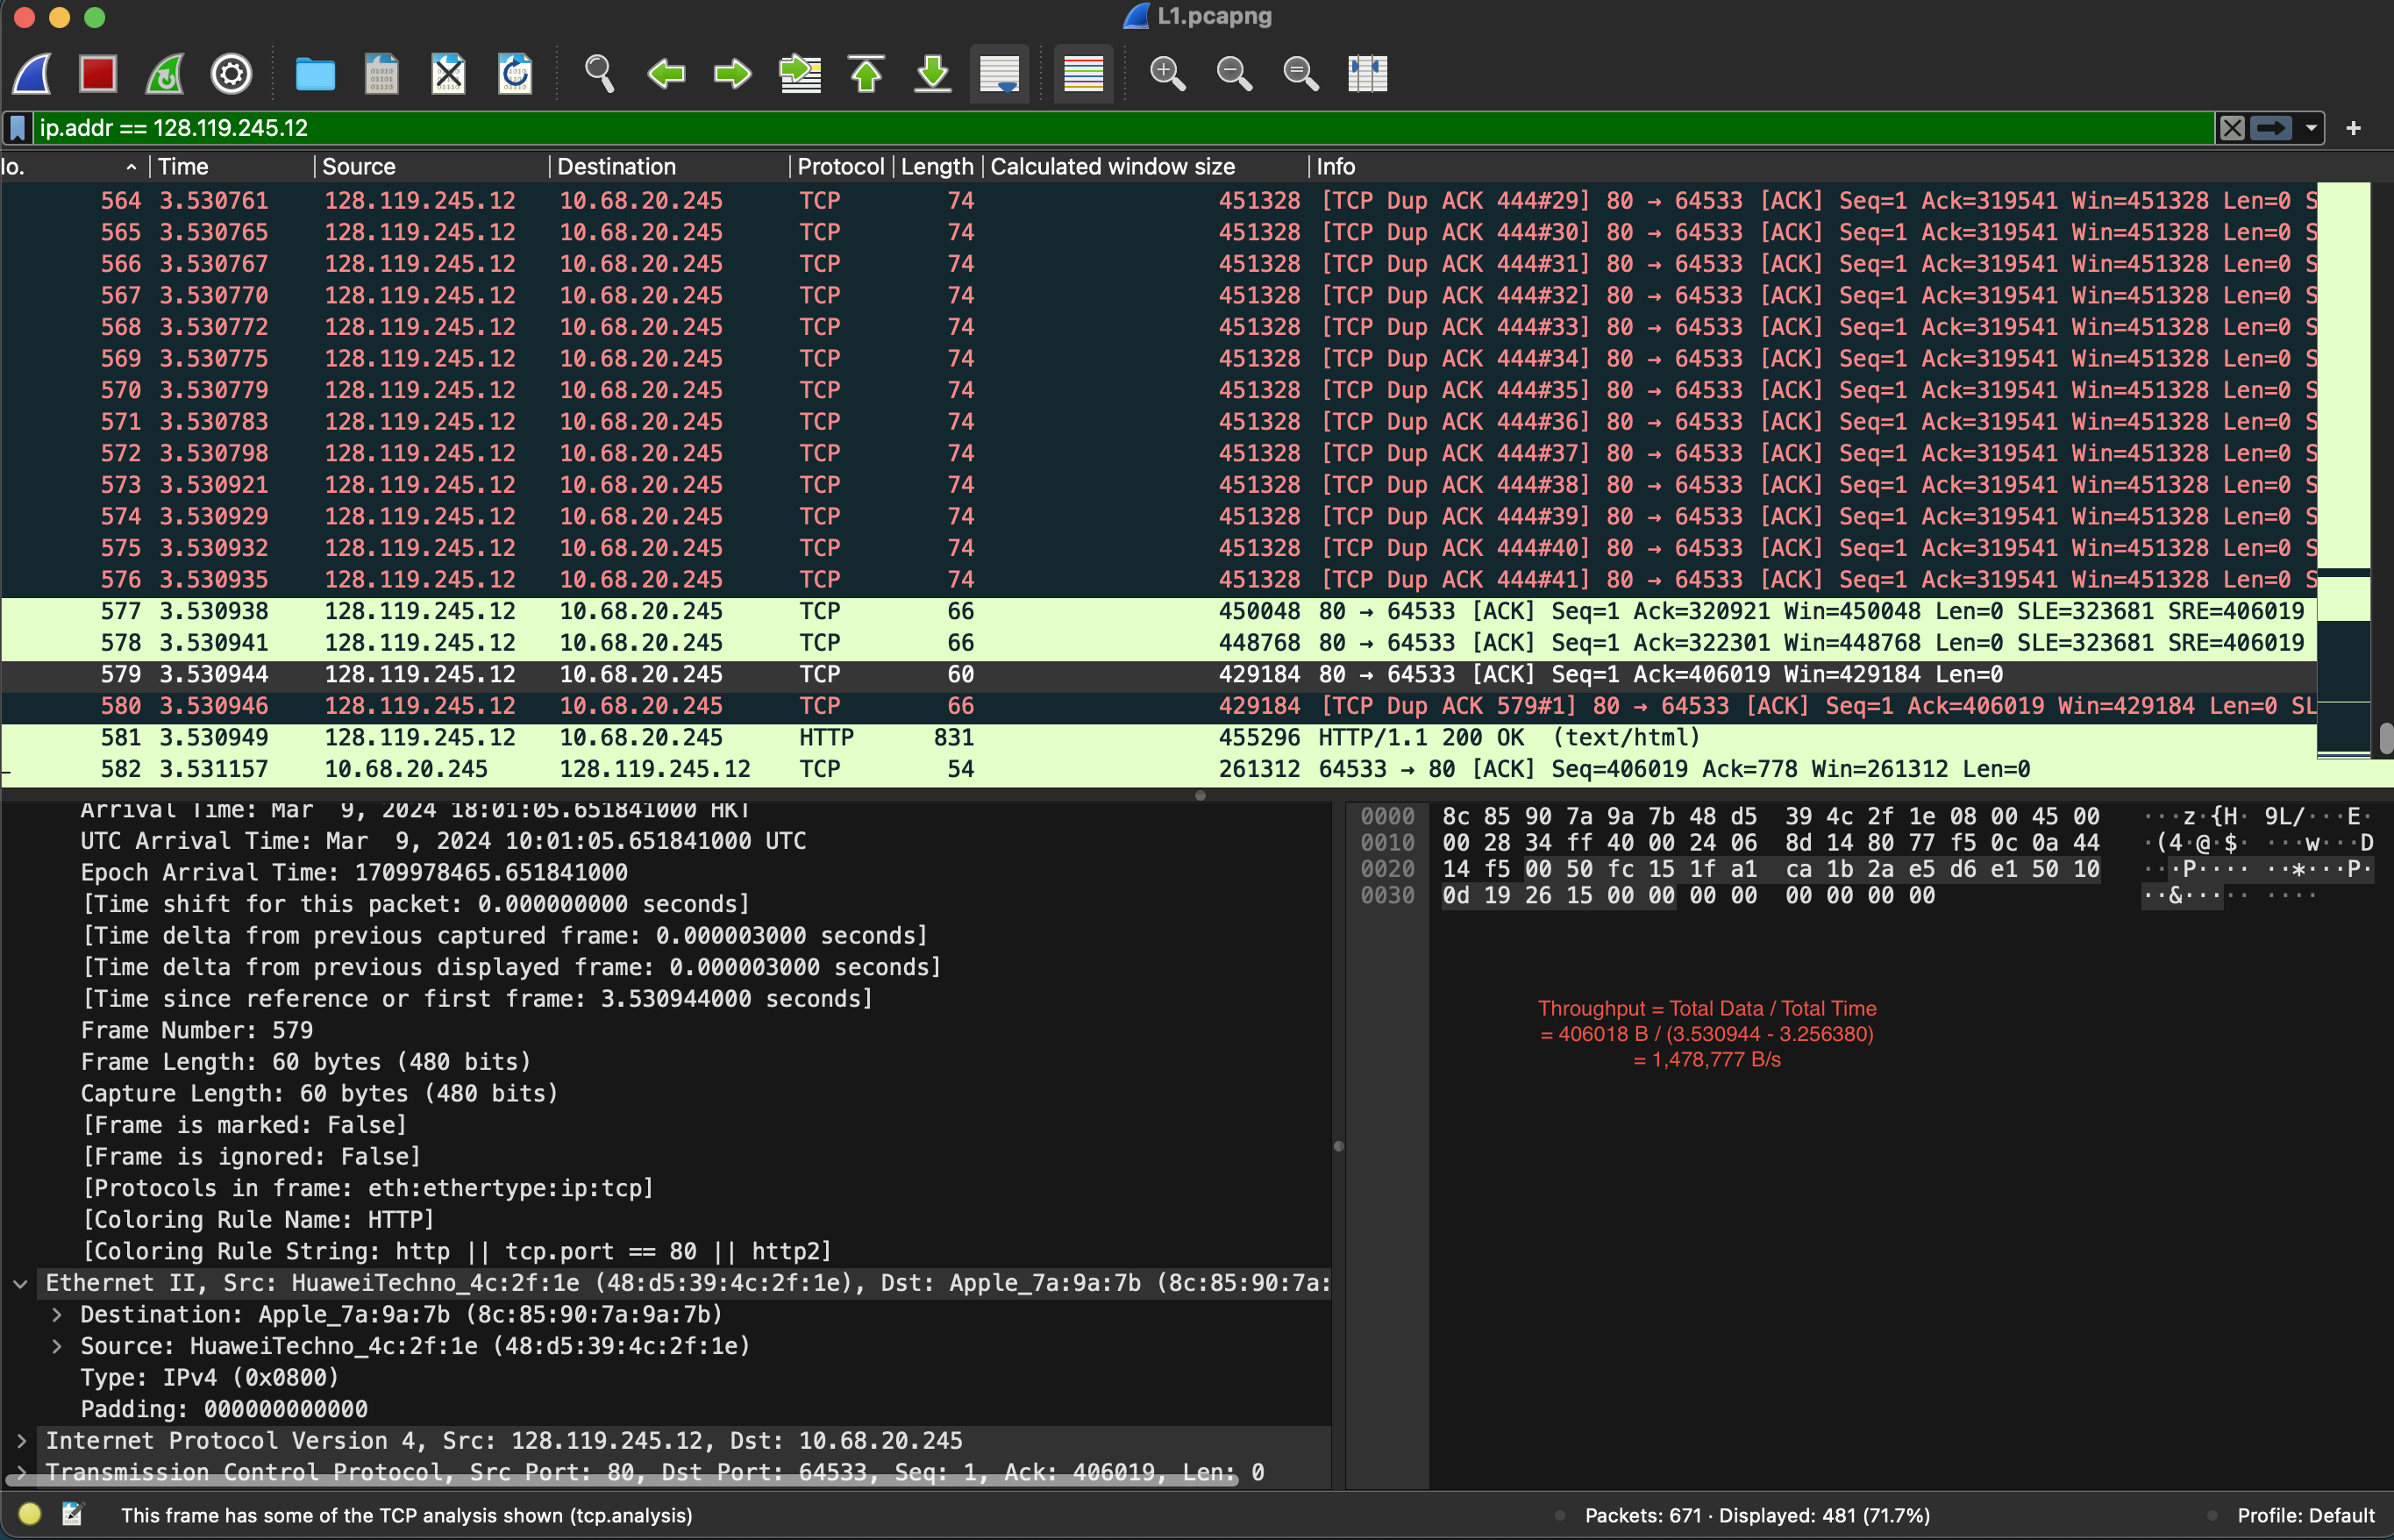 L1.pcapng
ip.addr == 128.119.245.12
lo. Time Source Destination Protocol Length Calculated window size Info
564 3.530761 128.119.245.12 10.68.20.245 TCP 74 451328 [TCP Dup ACK 444#29] 80 → 64533 [ACK] Seq=1 Ack=319541 Win=451328 Len=0 S
565 3.530765 128.119.245.12 10.68.20.245 TCP 74 451328 [TCP Dup ACK 444#30] 80 → 64533 [ACK] Seq=1 Ack=319541 Win=451328 Len=0 S
566 3.530767 128.119.245.12 10.68.20.245 TCP 74 451328 [TCP Dup ACK 444#31] 80 → 64533 [ACK] Seq=1 Ack=319541 Win=451328 Len=0 S
567 3.530770 128.119.245.12 10.68.20.245 TCP 74 451328 [TCP Dup ACK 444#32] 80 → 64533 [ACK] Seq=1 Ack=319541 Win=451328 Len=0 S
568 3.530772 128.119.245.12 10.68.20.245 TCP 74 451328 [TCP Dup ACK 444#33] 80 → 64533 [ACK] Seq=1 Ack=319541 Win=451328 Len=0 S
569 3.530775 128.119.245.12 10.68.20.245 TCP 74 451328 [TCP Dup ACK 444#34] 80 → 64533 [ACK] Seq=1 Ack=319541 Win=451328 Len=0 S
570 3.530779 128.119.245.12 10.68.20.245 TCP 74 451328 [TCP Dup ACK 444#35] 80 → 64533 [ACK] Seq=1 Ack=319541 Win=451328 Len=0 S
571 3.530783 128.119.245.12 10.68.20.245 TCP 74 451328 [TCP Dup ACK 444#36] 80 → 64533 [ACK] Seq=1 Ack=319541 Win=451328 Len=0 S
572 3.530798 128.119.245.12 10.68.20.245 TCP 74 451328 [TCP Dup ACK 444#37] 80 → 64533 [ACK] Seq=1 Ack=319541 Win=451328 Len=0 S
573 3.530921 128.119.245.12 10.68.20.245 TCP 74 451328 [TCP Dup ACK 444#38] 80 → 64533 [ACK] Seq=1 Ack=319541 Win=451328 Len=0 S
574 3.530929 128.119.245.12 10.68.20.245 TCP 74 451328 [TCP Dup ACK 444#39] 80 → 64533 [ACK] Seq=1 Ack=319541 Win=451328 Len=0 S
575 3.530932 128.119.245.12 10.68.20.245 TCP 74 451328 [TCP Dup ACK 444#40] 80 → 64533 [ACK] Seq=1 Ack=319541 Win=451328 Len=0 S
576 3.530935 128.119.245.12 10.68.20.245 TCP 74 451328 [TCP Dup ACK 444#41] 80 → 64533 [ACK] Seq=1 Ack=319541 Win=451328 Len=0 S
577 3.530938 128.119.245.12 10.68.20.245 TCP 66 450048 80 → 64533 [ACK] Seq=1 Ack=320921 Win=450048 Len=0 SLE=323681 SRE=406019
578 3.530941 128.119.245.12 10.68.20.245 TCP 66 448768 80 → 64533 [ACK] Seq=1 Ack=322301 Win=448768 Len=0 SLE=323681 SRE=406019
579 3.530944 128.119.245.12 10.68.20.245 TCP 60 429184 80 → 64533 [ACK] Seq=1 Ack=406019 Win=429184 Len=0
580 3.530946 128.119.245.12 10.68.20.245 TCP 66 429184 [TCP Dup ACK 579#1] 80 → 64533 [ACK] Seq=1 Ack=406019 Win=429184 Len=0 SL
581 3.530949 128.119.245.12 10.68.20.245 HTTP 831 455296 HTTP/1.1 200 OK (text/html)
582 3.531157 10.68.20.245 128.119.245.12 TCP 54 261312 64533 → 80 [ACK] Seq=406019 Ack=778 Win=261312 Len=0
Arrival Time: Mar 9, 2024 18:01:05.651841000 HKT
UTC Arrival Time: Mar 9, 2024 10:01:05.651841000 UTC
Epoch Arrival Time: 1709978465.651841000
[Time shift for this packet: 0.000000000 seconds]
[Time delta from previous captured frame: 0.000003000 seconds]
[Time delta from previous displayed frame: 0.000003000 seconds]
[Time since reference or first frame: 3.530944000 seconds]
Frame Number: 579
Frame Length: 60 bytes (480 bits)
Capture Length: 60 bytes (480 bits)
[Frame is marked: False]
[Frame is ignored: False]
[Protocols in frame: eth:ethertype:ip:tcp]
[Coloring Rule Name: HTTP]
[Coloring Rule String: http || tcp.port == 80 || http2]
Ethernet II, Src: HuaweiTechno_4c:2f:1e (48:d5:39:4c:2f:1e), Dst: Apple_7a:9a:7b (8c:85:90:7a:
Destination: Apple_7a:9a:7b (8c:85:90:7a:9a:7b)
Source: HuaweiTechno_4c:2f:1e (48:d5:39:4c:2f:1e)
Type: IPv4 (0x0800)
Padding: 000000000000
Internet Protocol Version 4, Src: 128.119.245.12, Dst: 10.68.20.245
Transmission Control Protocol, Src Port: 80, Dst Port: 64533, Seq: 1, Ack: 406019, Len: 0
0000 8c 85 90 7a 9a 7b 48 d5 39 4c 2f 1e 08 00 45 00 ···z·{H· 9L/···E·
0010 00 28 34 ff 40 00 24 06 8d 14 80 77 f5 0c 0a 44 ·(4·@·$· ···w···D
0020 14 f5 00 50 fc 15 1f a1 ca 1b 2a e5 d6 e1 50 10 ···P···· ··*···P·
0030 0d 19 26 15 00 00 00 00 00 00 00 00 ··&····· ····
Throughput = Total Data / Total Time
= 406018 B / (3.530944 - 3.256380)
= 1,478,777 B/s
This frame has some of the TCP analysis shown (tcp.analysis)
Packets: 671 · Displayed: 481 (71.7%)
Profile: Default